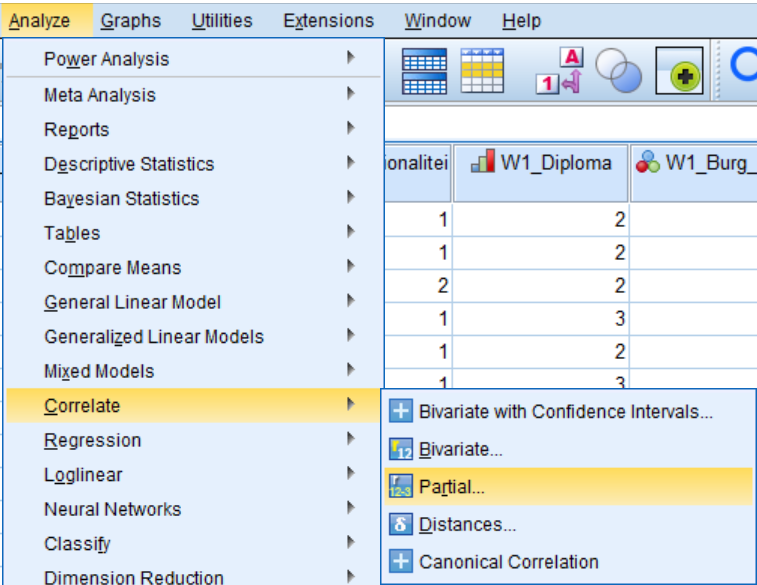 Analyze Graphs Utilities Extensions Window Help
Power Analysis
Meta Analysis
Reports
Descriptive Statistics
Bayesian Statistics
Tables
Compare Means
General Linear Model
Generalized Linear Models
Mixed Models
Correlate
Regression
Loglinear
Neural Networks
Classify
Dimension Reduction
A
1
ionaliteit W1_Diploma W1_Burg_
1 2
1 2
2 2
1 3
1 2
1 3
Bivariate with Confidence Intervals...
Bivariate...
Partial...
Distances...
Canonical Correlation